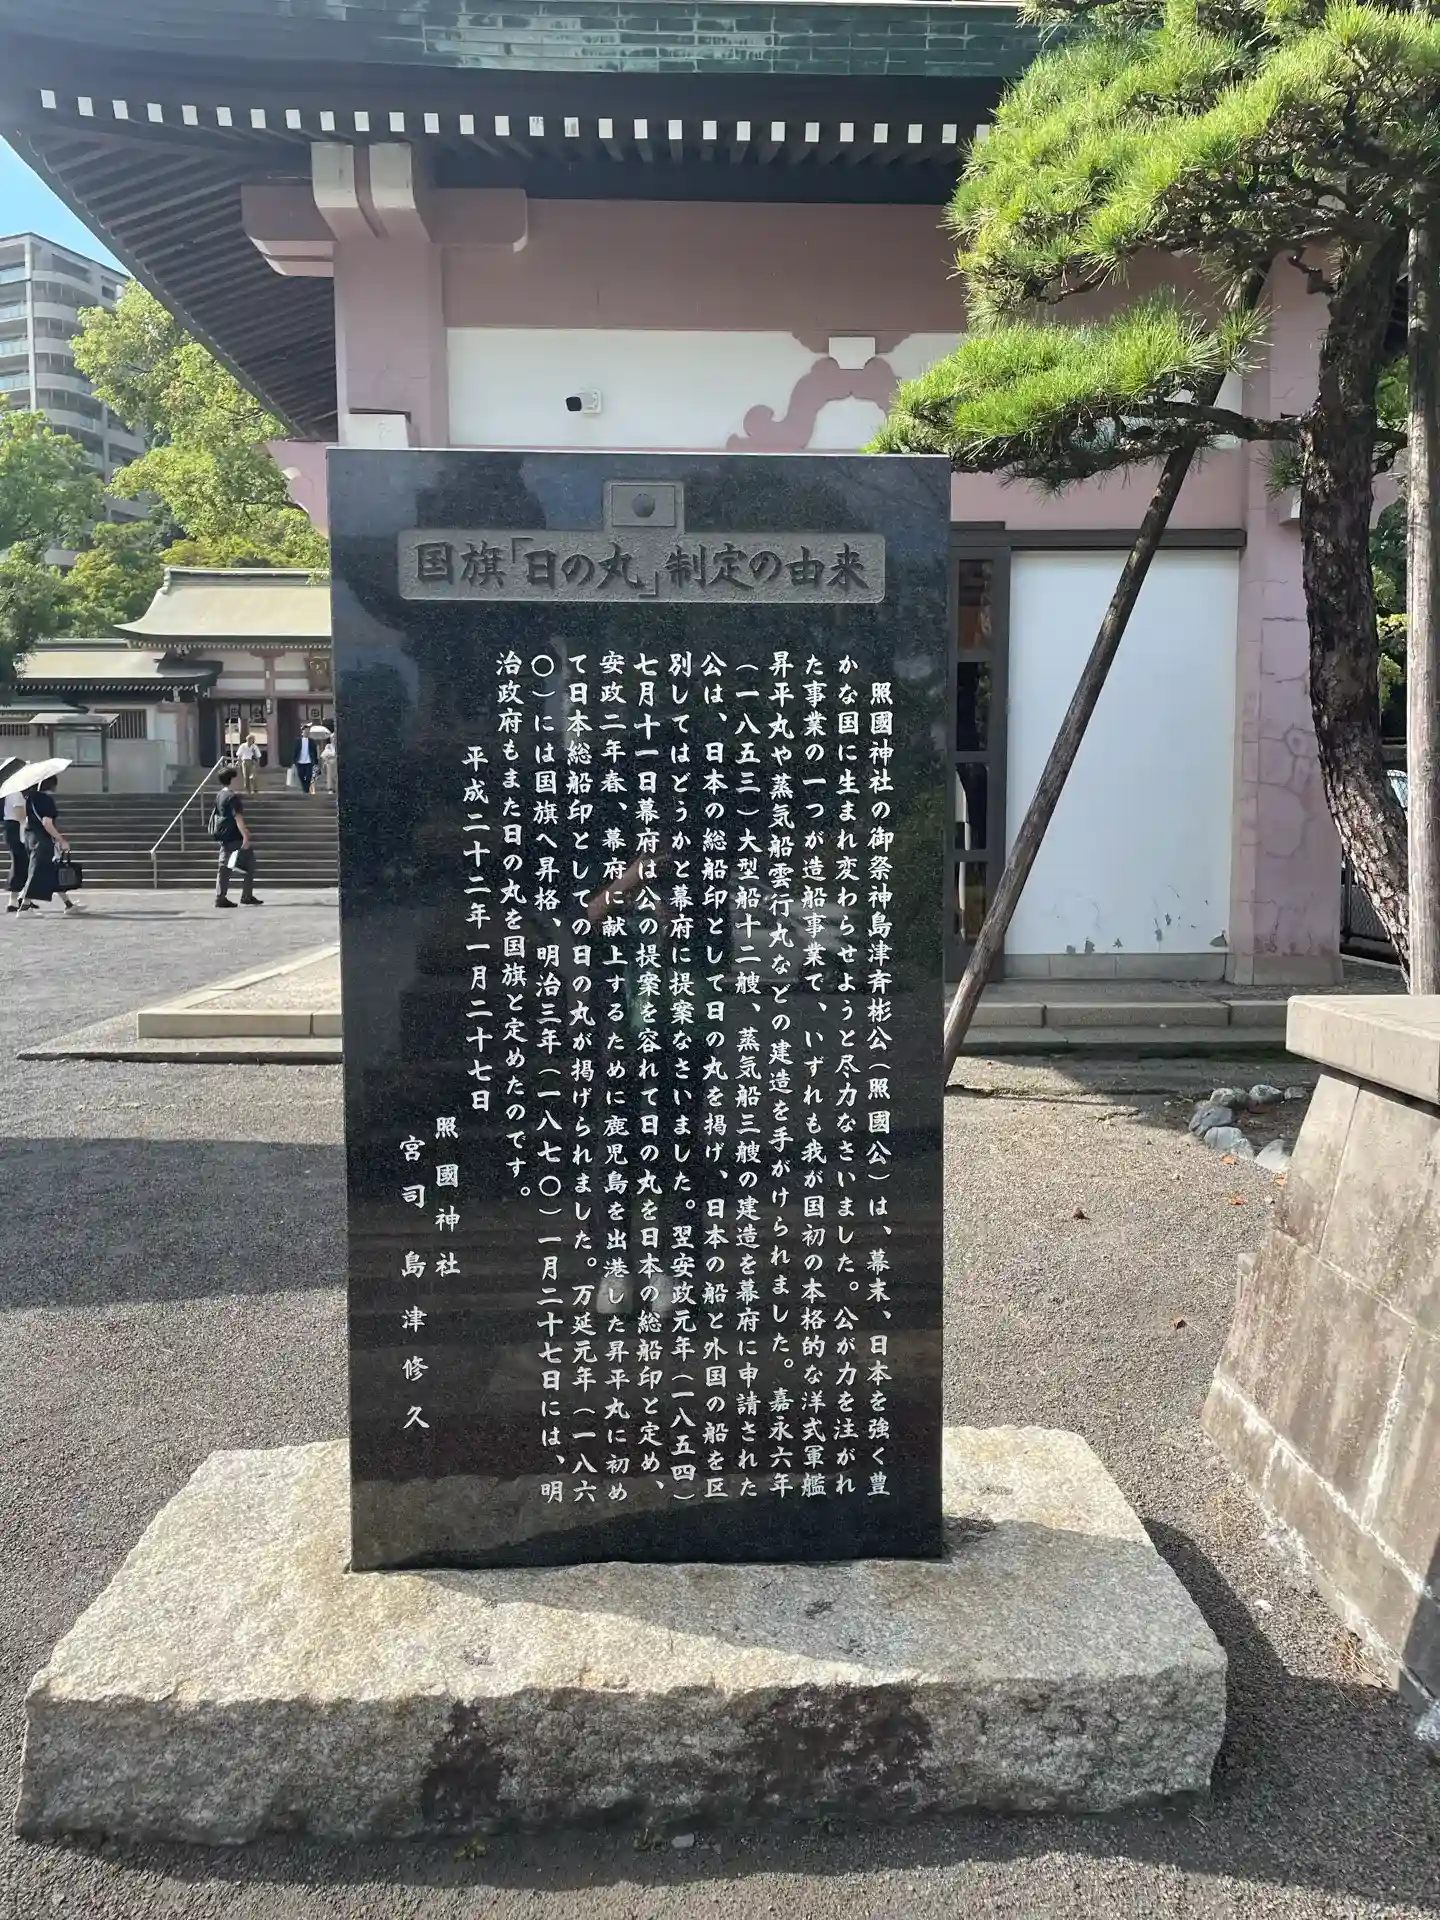 国旗「日の丸」制定の由来
照國神社の御祭神島津斉彬公（照國公）は、幕末、日本を強く豊
かな国に生まれ変わらせようと尽力なさいました。公が力を注がれ
た事業の一つが造船事業で、いずれも我が国初の本格的な洋式軍艦
昇平丸や蒸気船雲行丸などの建造を手がけられました。嘉永六年
（一八五三）大型船十二艘、蒸気船三艘の建造を幕府に申請された
公は、日本の総船印として日の丸を掲げ、日本の船と外国の船を区
別してはどうかと幕府に提案なさいました。翌安政元年（一八五四）
七月十一日幕府は公の提案を容れて日の丸を日本の総船印と定め、
安政二年春、幕府に献上するために鹿児島を出港した昇平丸に初め
て日本総船印としての日の丸が掲げられました。万延元年（一八六
〇）には国旗へ昇格、明治三年（一八七〇）一月二十七日には、明
治政府もまた日の丸を国旗と定めたのです。
平成二十二年一月二十七日
照國神社
宮司 島津修久